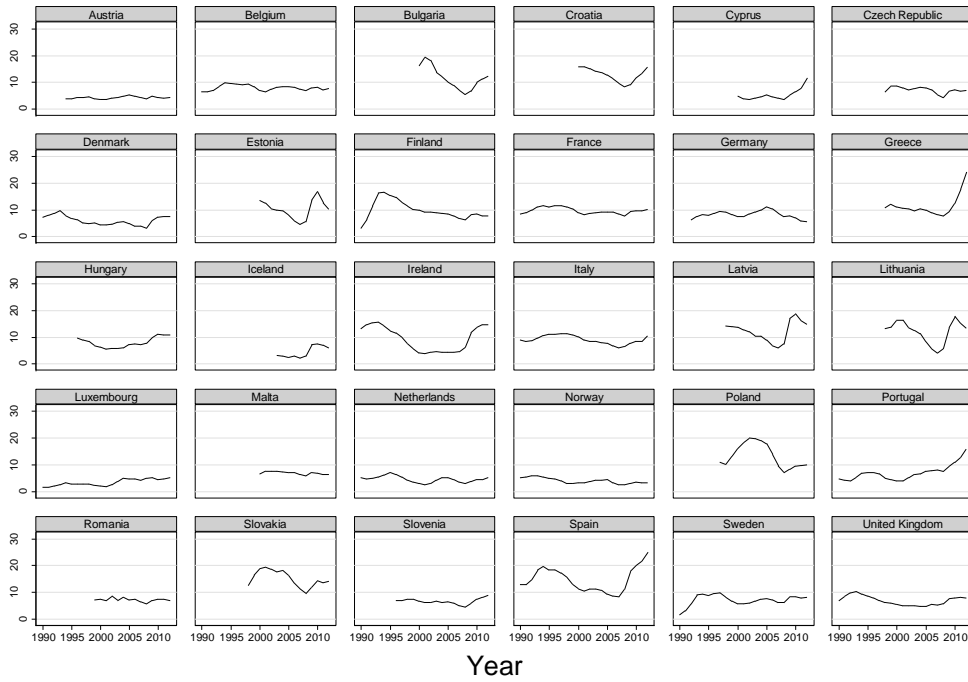 Austria Belgium Bulgaria Croatia Cyprus Czech Republic
30
20
10
0
Denmark Estonia Finland France Germany Greece
30
20
10
0
Hungary Iceland Ireland Italy Latvia Lithuania
30
20
10
0
Luxembourg Malta Netherlands Norway Poland Portugal
30
20
10
0
Romania Slovakia Slovenia Spain Sweden United Kingdom
30
20
10
0
1990 1995 2000 2005 2010 1990 1995 2000 2005 2010 1990 1995 2000 2005 2010 1990 1995 2000 2005 2010 1990 1995 2000 2005 2010 1990 1995 2000 2005 2010
Year